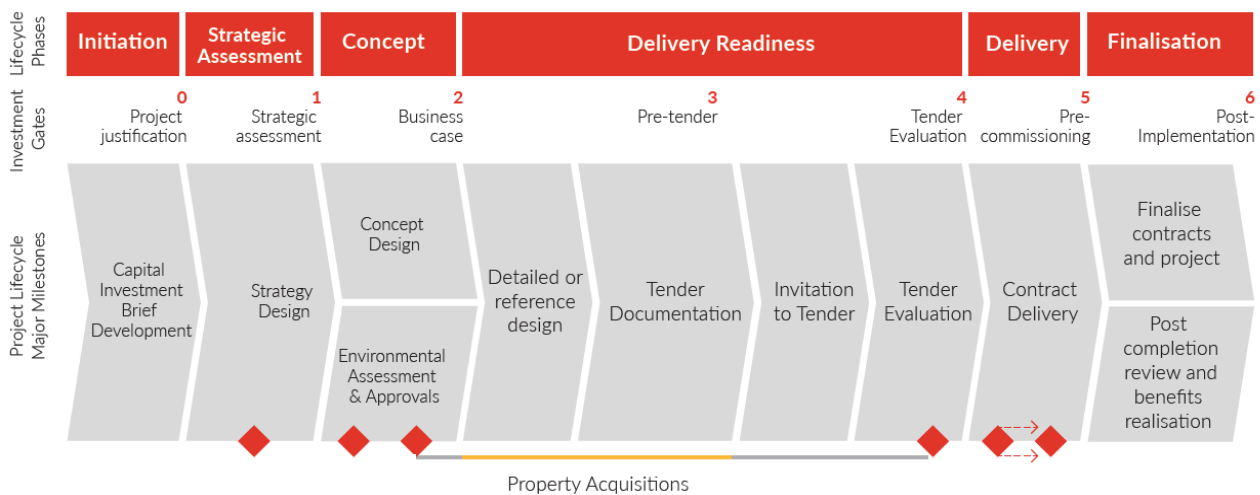 Lifecycle
Phases
Initiation
Strategic
Assessment
Concept
Delivery Readiness
Delivery
Finalisation
Investment
Gates
0
Project
justification
1
Strategic
assessment
2
Business
case
3
Pre-tender
4
Tender
Evaluation
5
Pre-
commissioning
6
Post-
Implementation
Project Lifecycle
Major Milestones
Capital
Investment
Brief
Development
Strategy
Design
Concept
Design
Environmental
Assessment
& Approvals
Detailed or
reference
design
Tender
Documentation
Invitation
to Tender
Tender
Evaluation
Contract
Delivery
Finalise
contracts
and project
Post
completion
review and
benefits
realisation
Property Acquisitions